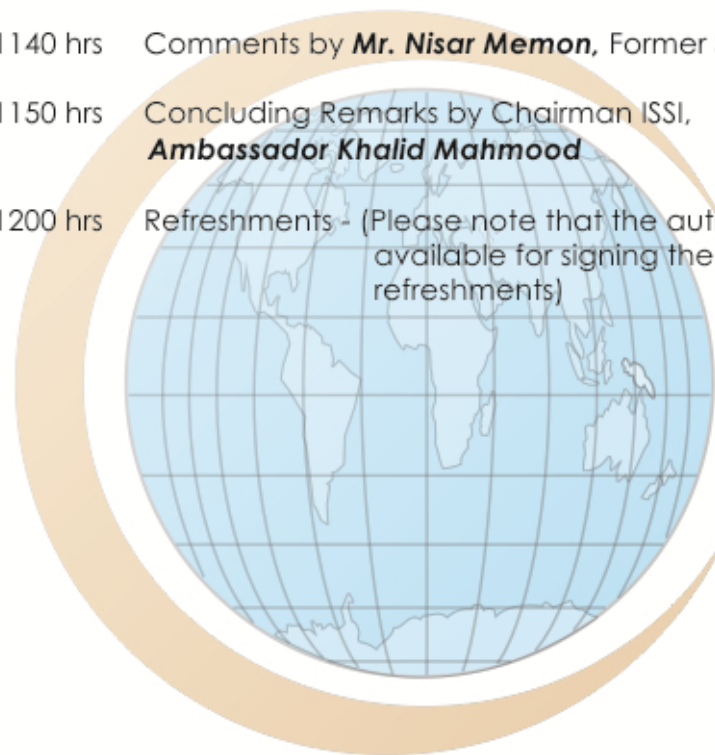 1140 hrs Comments by Mr. Nisar Memon, Former
1150 hrs Concluding Remarks by Chairman ISSI,
Ambassador Khalid Mahmood
1200 hrs Refreshments - (Please note that the aut
available for signing the
refreshments)